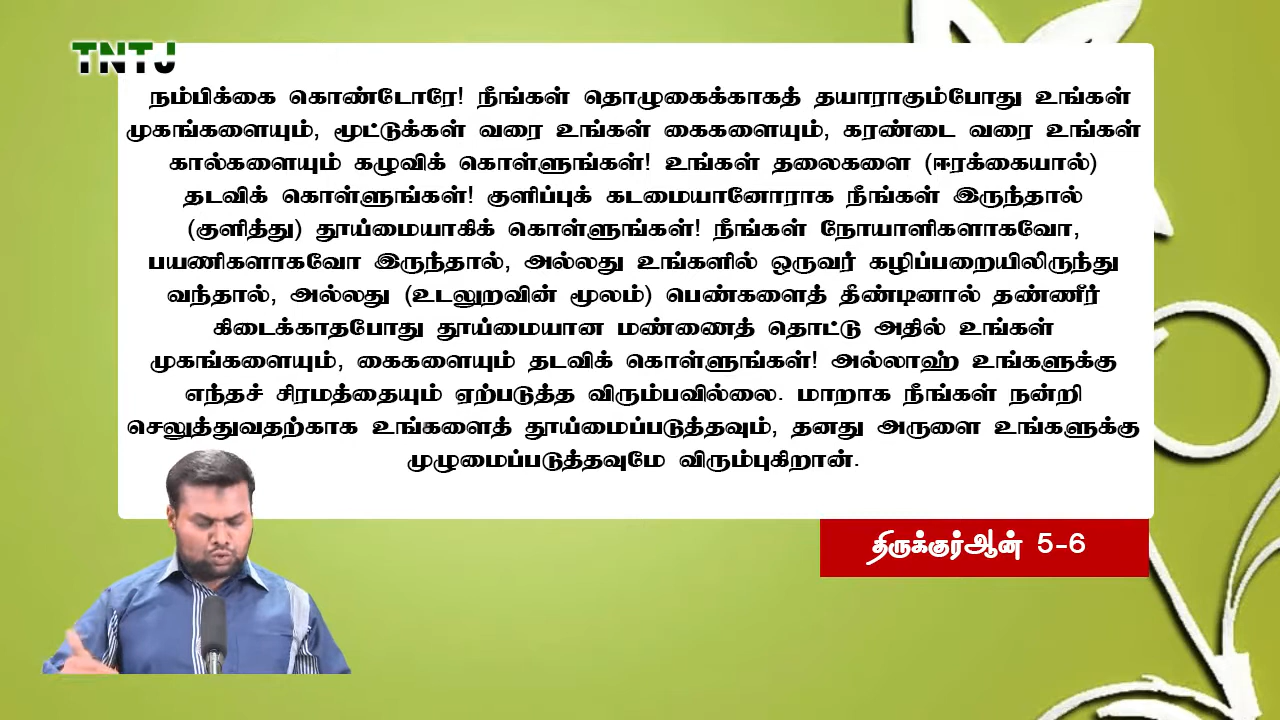 TNTJ
நம்பிக்கை கொண்டோரே! நீங்கள் தொழுகைக்காகத் தயாராகும்போது உங்கள்
முகங்களையும், மூட்டுக்கள் வரை உங்கள் கைகளையும், கரண்டை வரை உங்கள்
கால்களையும் கழுவிக் கொள்ளுங்கள்! உங்கள் தலைகளை (ஈரக்கையால்)
தடவிக் கொள்ளுங்கள்! குளிப்புக் கடமையானோராக நீங்கள் இருந்தால்
(குளித்து) தூய்மையாகிக் கொள்ளுங்கள்! நீங்கள் நோயாளிகளாகவோ,
பயணிகளாகவோ இருந்தால், அல்லது உங்களில் ஒருவர் கழிப்பறையிலிருந்து
வந்தால், அல்லது (உடலுறவின் மூலம்) பெண்களைத் தீண்டினால் தண்ணீர்
கிடைக்காதபோது தூய்மையான மண்ணைத் தொட்டு அதில் உங்கள்
முகங்களையும், கைகளையும் தடவிக் கொள்ளுங்கள்! அல்லாஹ் உங்களுக்கு
எந்தச் சிரமத்தையும் ஏற்படுத்த விரும்பவில்லை. மாறாக நீங்கள் நன்றி
செலுத்துவதற்காக உங்களைத் தூய்மைப்படுத்தவும், தனது அருளை உங்களுக்கு
முழுமைப்படுத்தவுமே விரும்புகிறான்.
திருக்குர்ஆன் 5-6